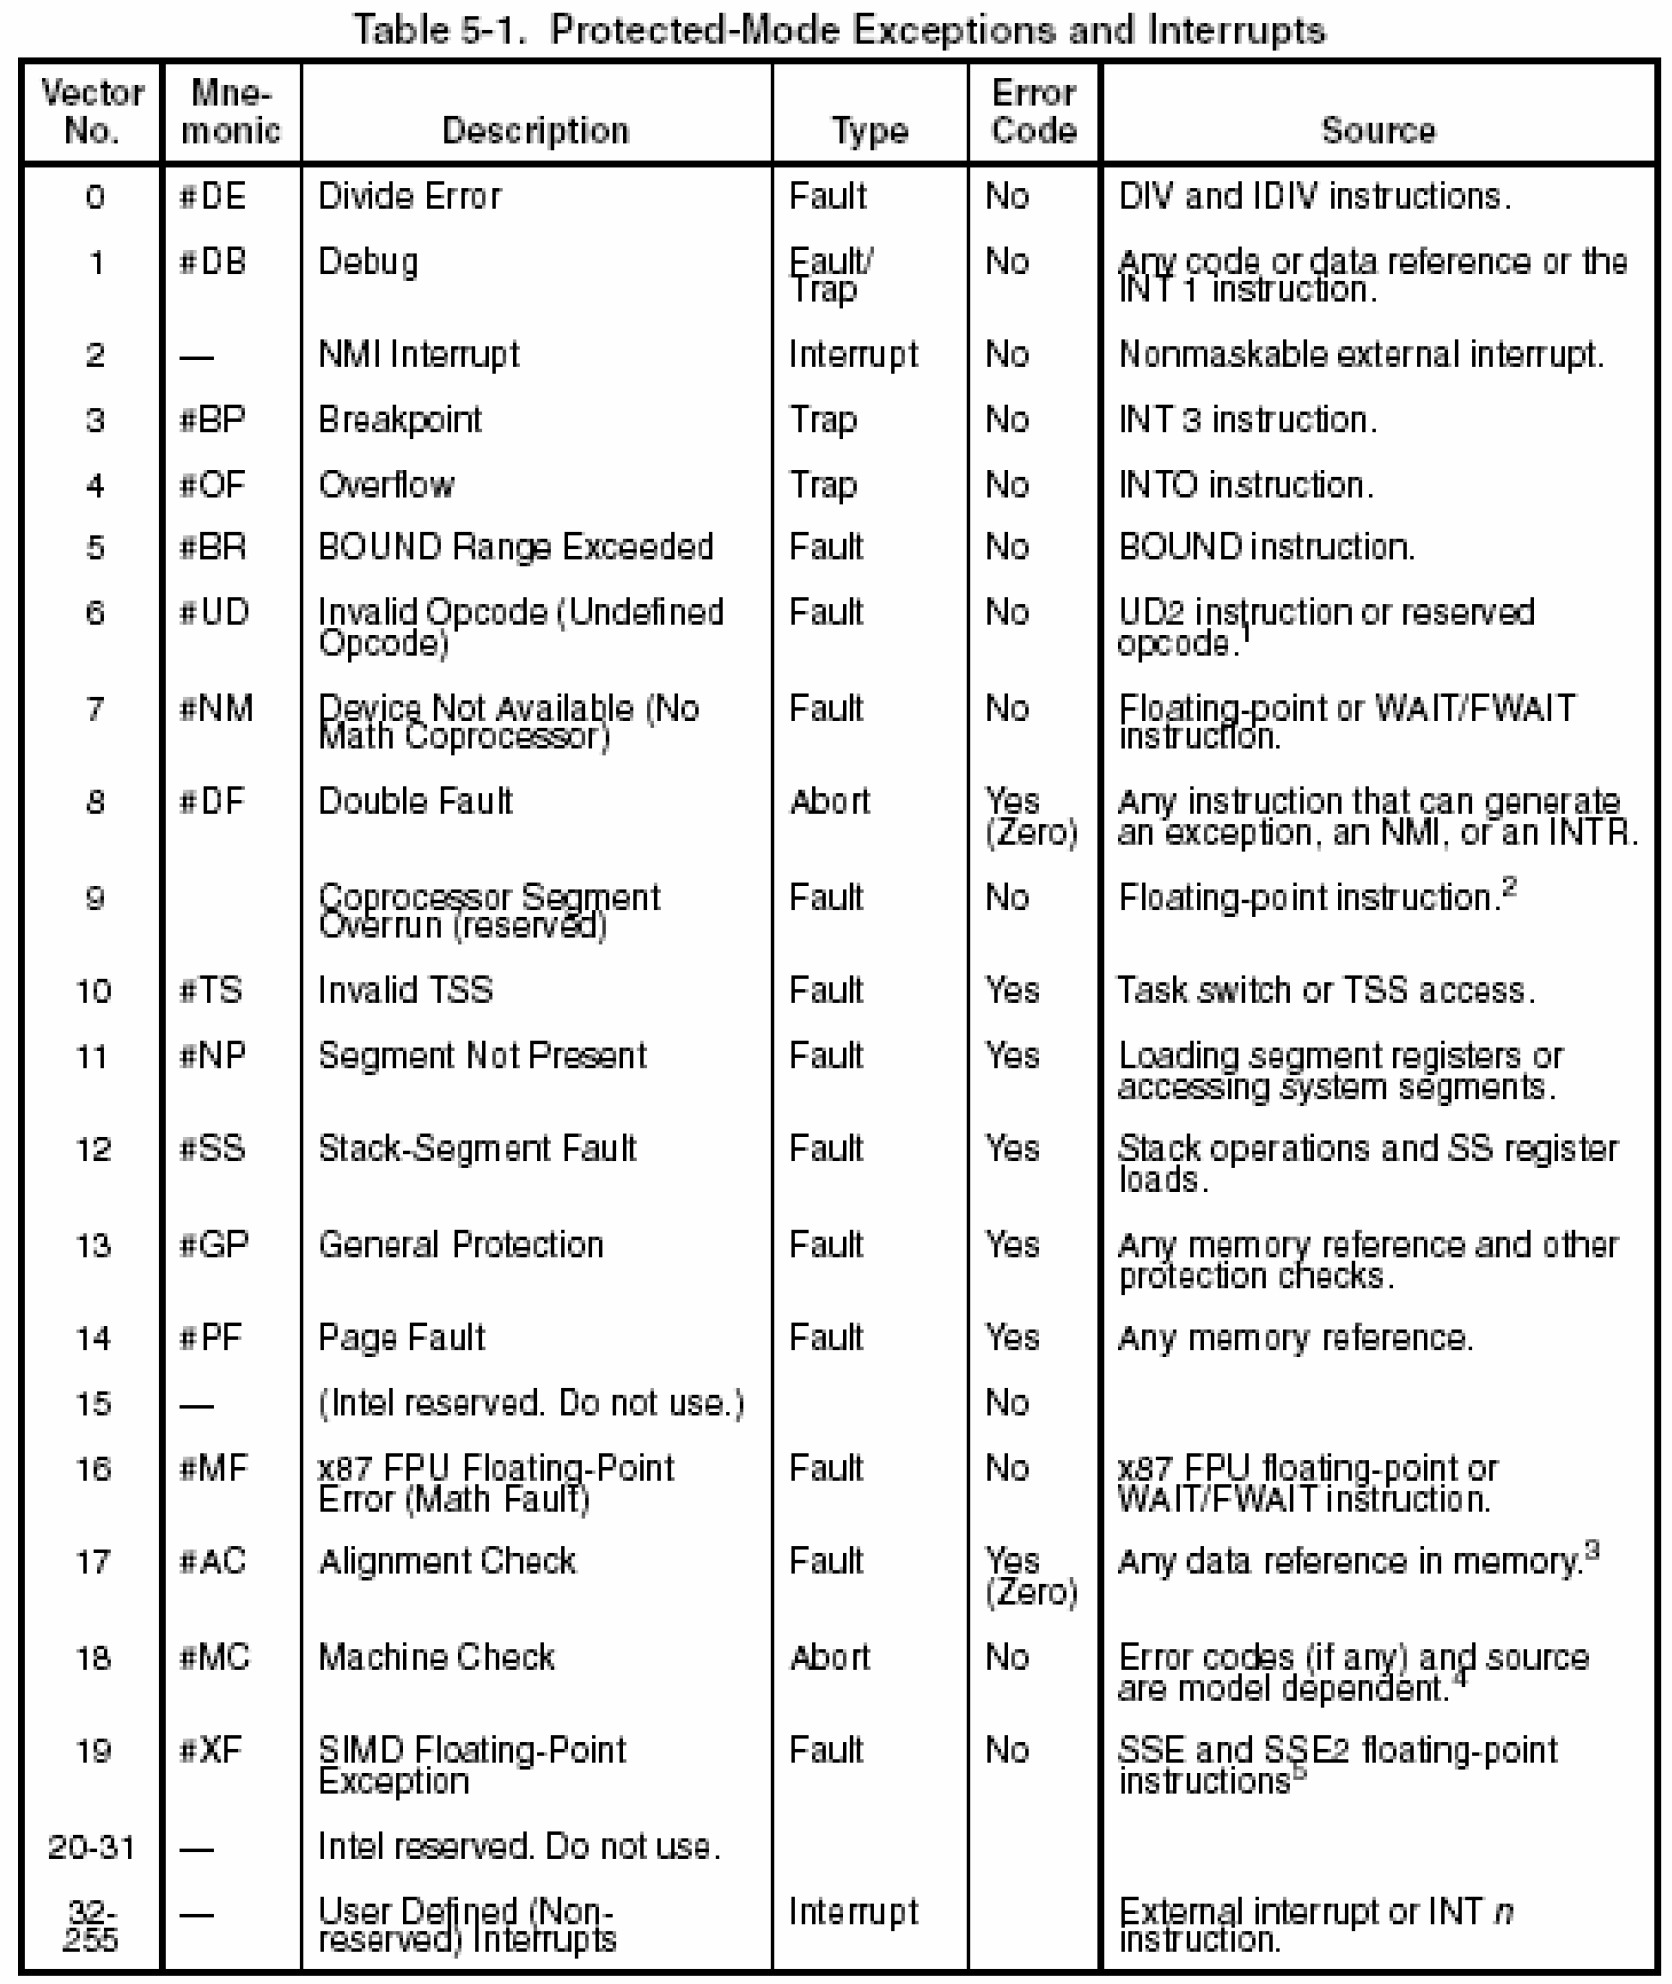 Table 5-1. Protected-Mode Exceptions and Interrupts
Vector No. Mne-monic Description Type Error Code Source
0 #DE Divide Error Fault No DIV and IDIV instructions.
1 #DB Debug Fault/ No Any code or data reference or the
Trap INT 1 instruction.
2 — NMI Interrupt Interrupt No Nonmaskable external interrupt.
3 #BP Breakpoint Trap No INT 3 instruction.
4 #OF Overflow Trap No INTO instruction.
5 #BR BOUND Range Exceeded Fault No BOUND instruction.
6 #UD Invalid Opcode (Undefined Fault No UD2 instruction or reserved
Opcode) opcode.1
7 #NM Device Not Available (No Fault No Floating-point or WAIT/FWAIT
Math Coprocessor) instruction.
8 #DF Double Fault Abort Yes Any instruction that can generate
(Zero) an exception, an NMI, or an INTR.
9 Coprocessor Segment Fault No Floating-point instruction.2
Overrun (reserved)
10 #TS Invalid TSS Fault Yes Task switch or TSS access.
11 #NP Segment Not Present Fault Yes Loading segment registers or
accessing system segments.
12 #SS Stack-Segment Fault Fault Yes Stack operations and SS register
loads.
13 #GP General Protection Fault Yes Any memory reference and other
protection checks.
14 #PF Page Fault Fault Yes Any memory reference.
15 — (Intel reserved. Do not use.) No
16 #MF x87 FPU Floating-Point Fault No x87 FPU floating-point or
Error (Math Fault) WAIT/FWAIT instruction.
17 #AC Alignment Check Fault Yes Any data reference in memory.3
(Zero)
18 #MC Machine Check Abort No Error codes (if any) and source
are model dependent.4
19 #XF SIMD Floating-Point Fault No SSE and SSE2 floating-point
Exception instructions5
20-31 — Intel reserved. Do not use.
32- — User Defined (Non- Interrupt External interrupt or INT n
255 reserved) Interrupts instruction.